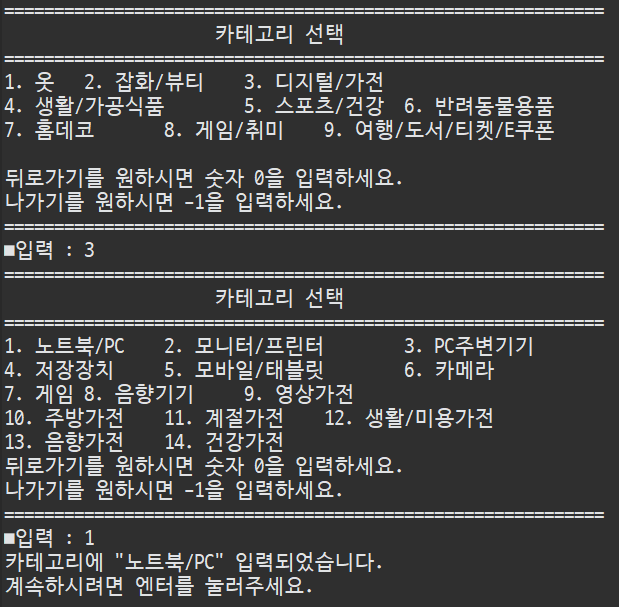 ============================================================
카테고리 선택
============================================================
1. 옷   2. 잡화/뷰티    3. 디지털/가전
4. 생활/가공식품        5. 스포츠/건강  6. 반려동물용품
7. 홈데코       8. 게임/취미    9. 여행/도서/티켓/E쿠폰
뒤로가기를 원하시면 숫자 0을 입력하세요.
나가기를 원하시면 -1을 입력하세요.
============================================================
■입력 : 3
============================================================
카테고리 선택
============================================================
1. 노트북/PC    2. 모니터/프린터        3. PC주변기기
4. 저장장치     5. 모바일/태블릿        6. 카메라
7. 게임 8. 음향기기     9. 영상가전
10. 주방가전    11. 계절가전    12. 생활/미용가전
13. 음향가전    14. 건강가전
뒤로가기를 원하시면 숫자 0을 입력하세요.
나가기를 원하시면 -1을 입력하세요.
============================================================
■입력 : 1
카테고리에 "노트북/PC" 입력되었습니다.
계속하시려면 엔터를 눌러주세요.